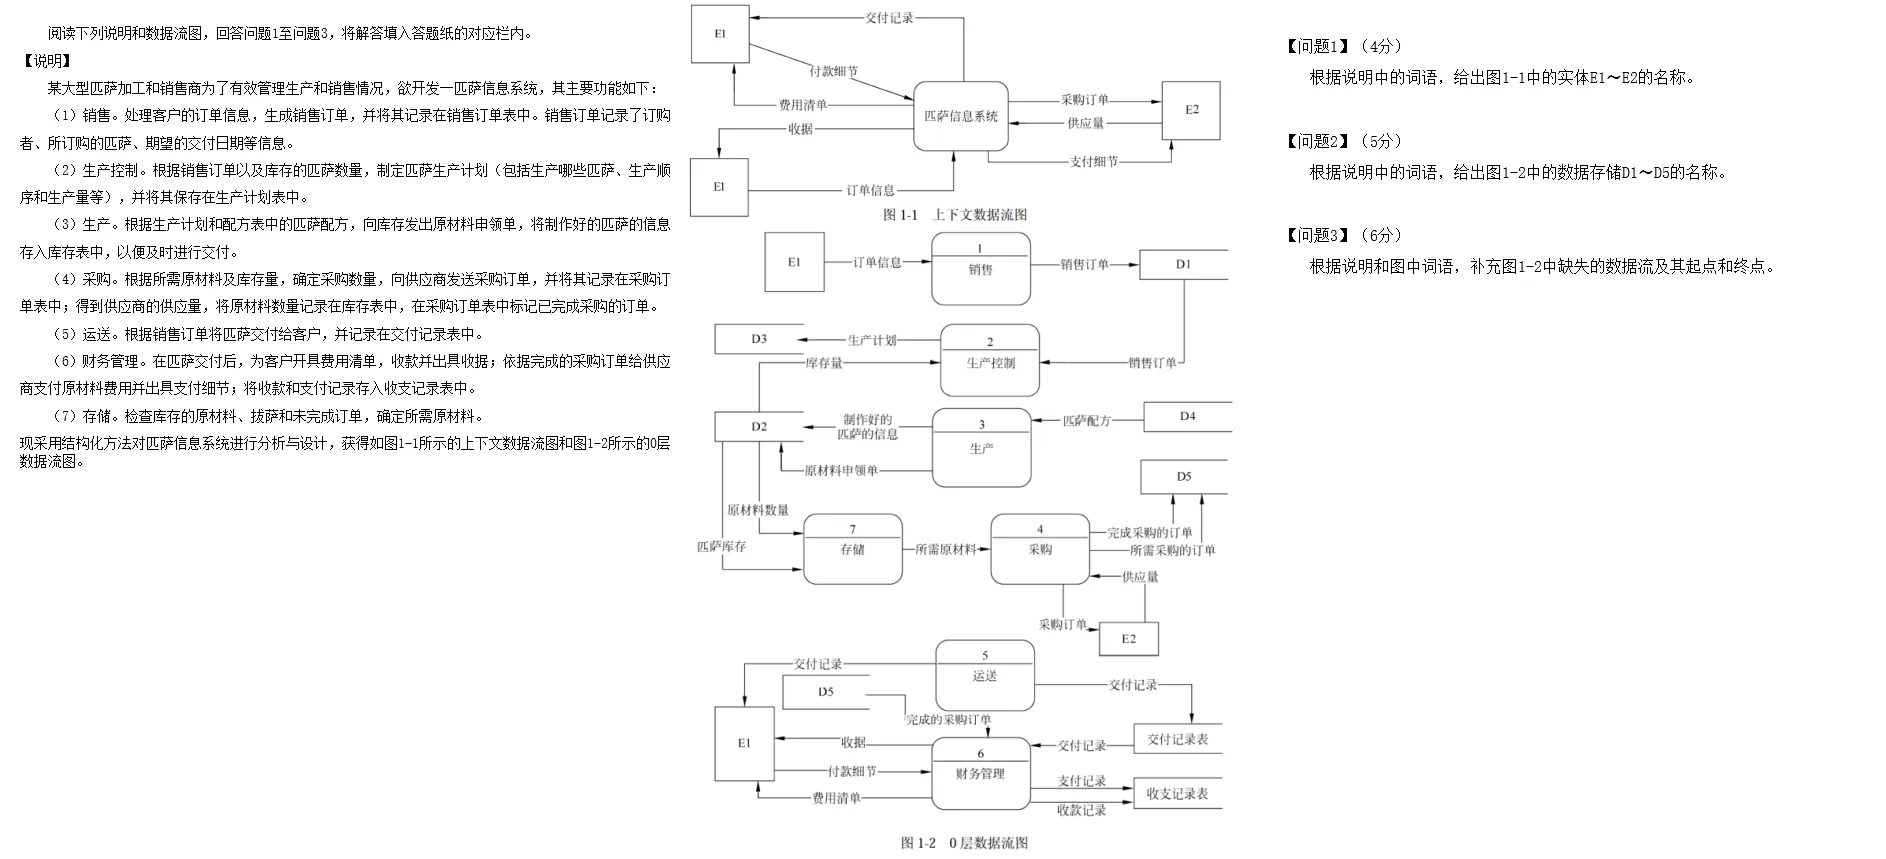 阅读下列说明和数据流图，回答问题1至问题3，将解答填入答题纸的对应栏内。
【说明】
某大型匹萨加工和销售商为了有效管理生产和销售情况，欲开发一匹萨信息系统，其主要功能如下：
（1）销售。处理客户的订单信息，生成销售订单，并将其记录在销售订单表中。销售订单记录了订购
者、所订购的匹萨、期望的交付日期等信息。
（2）生产控制。根据销售订单以及库存的匹萨数量，制定匹萨生产计划（包括生产哪些匹萨、生产顺
序和生产量等），并将其保存在生产计划表中。
（3）生产。根据生产计划和配方表中的匹萨配方，向库存发出原材料申领单，将制作好的匹萨的信息
存入库存表中，以便及时进行交付。
（4）采购。根据所需原材料及库存量，确定采购数量，向供应商发送采购订单，并将其记录在采购订
单表中；得到供应商的供应量，将原材料数量记录在库存表中，在采购订单表中标记已完成采购的订单。
（5）运送。根据销售订单将匹萨交付给客户，并记录在交付记录表中。
（6）财务管理。在匹萨交付后，为客户开具费用清单，收款并出具收据；依据完成的采购订单给供应
商支付原材料费用并出具支付细节；将收款和支付记录存入收支记录表中。
（7）存储。检查库存的原材料、拔萨和未完成订单，确定所需原材料。
现采用结构化方法对匹萨信息系统进行分析与设计，获得如图1-1所示的上下文数据流图和图1-2所示的0层
数据流图。
E1
交付记录
付款细节
费用清单
收据
匹萨信息系统
采购订单
供应量
支付细节
E2
E1
订单信息
图 1-1 上下文数据流图
E1
订单信息
1
销售
销售订单
D1
D3
生产计划
库存量
2
生产控制
销售订单
D2
制作好的
匹萨的信息
原材料申领单
3
生产
匹萨配方
D4
D5
原材料数量
匹萨库存
7
存储
所需原材料
4
采购
完成采购的订单
所需采购的订单
供应量
采购订单
E2
交付记录
5
运送
交付记录
D5
完成的采购订单
E1
收据
付款细节
费用清单
6
财务管理
交付记录
交付记录表
支付记录
收款记录
收支记录表
图 1-2 0 层数据流图
【问题1】（4分）
根据说明中的词语，给出图1-1中的实体E1～E2的名称。
【问题2】（5分）
根据说明中的词语，给出图1-2中的数据存储D1～D5的名称。
【问题3】（6分）
根据说明和图中词语，补充图1-2中缺失的数据流及其起点和终点。